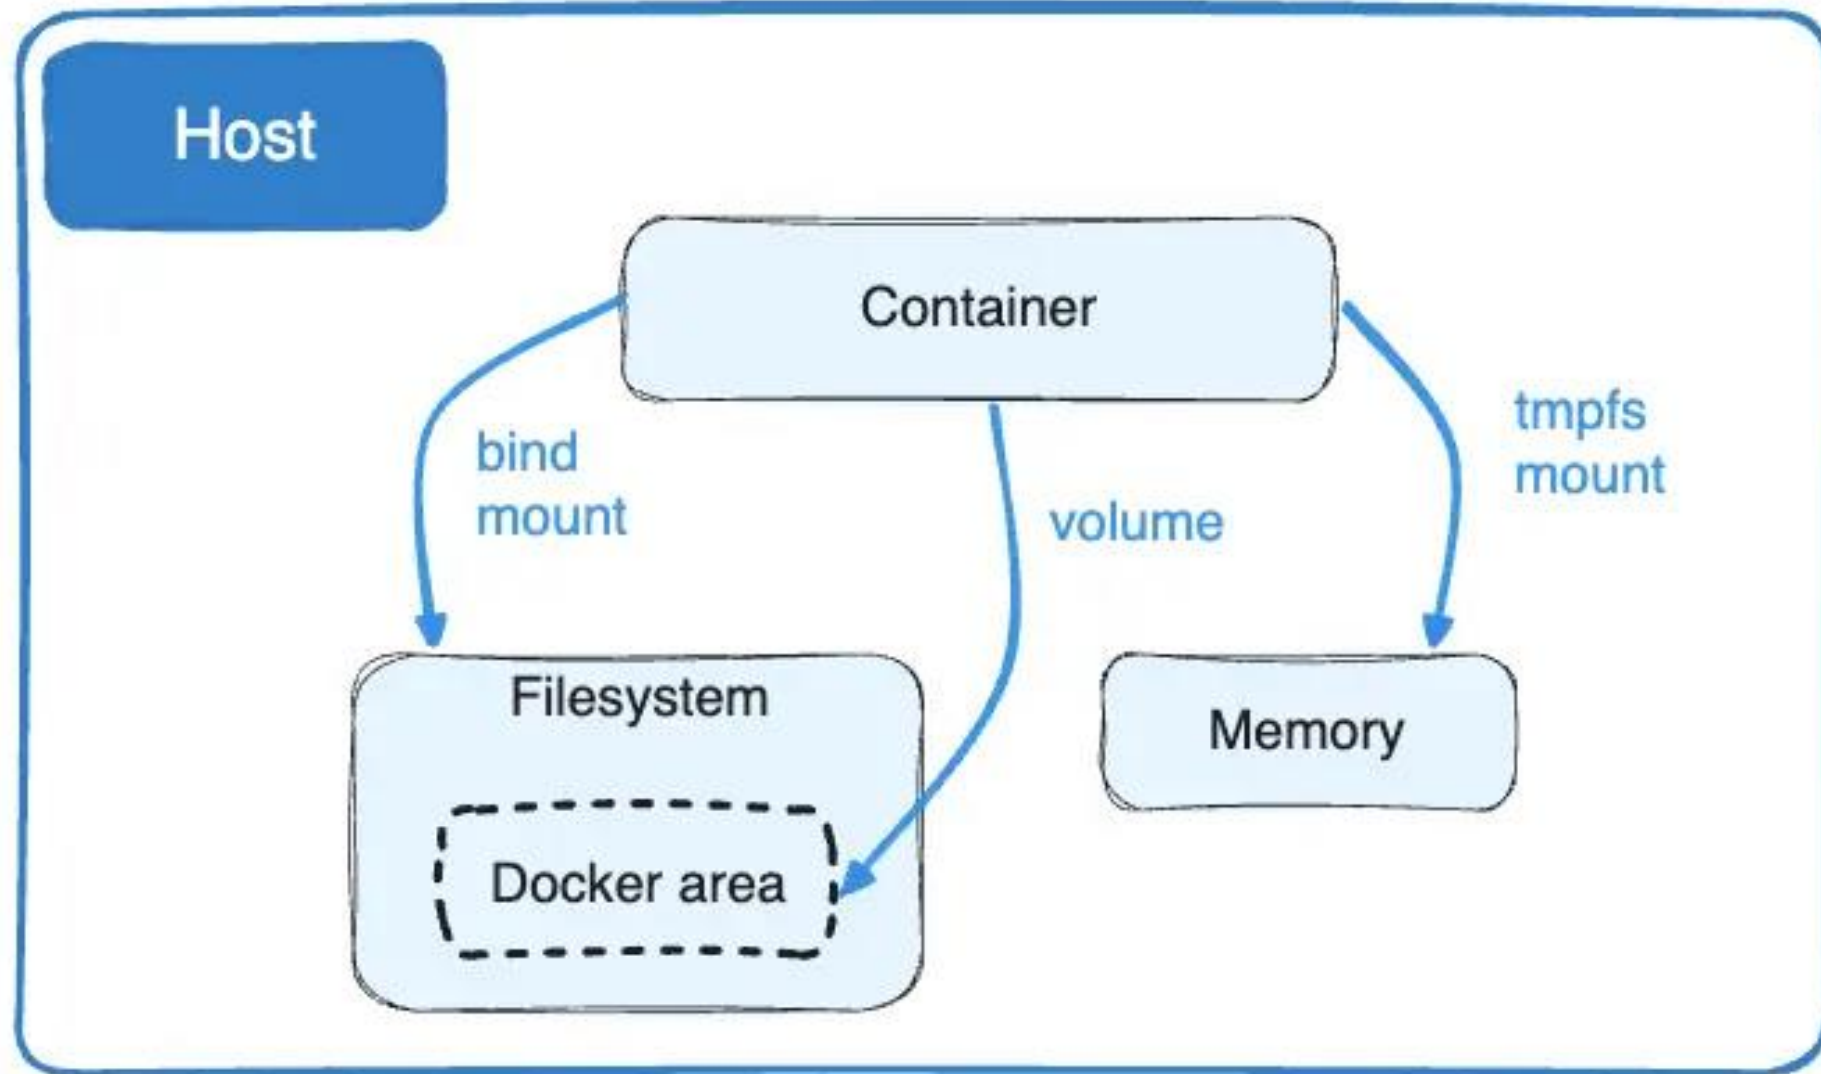 Host
Container
bind
mount
volume
tmpfs
mount
Filesystem
Memory
Docker area